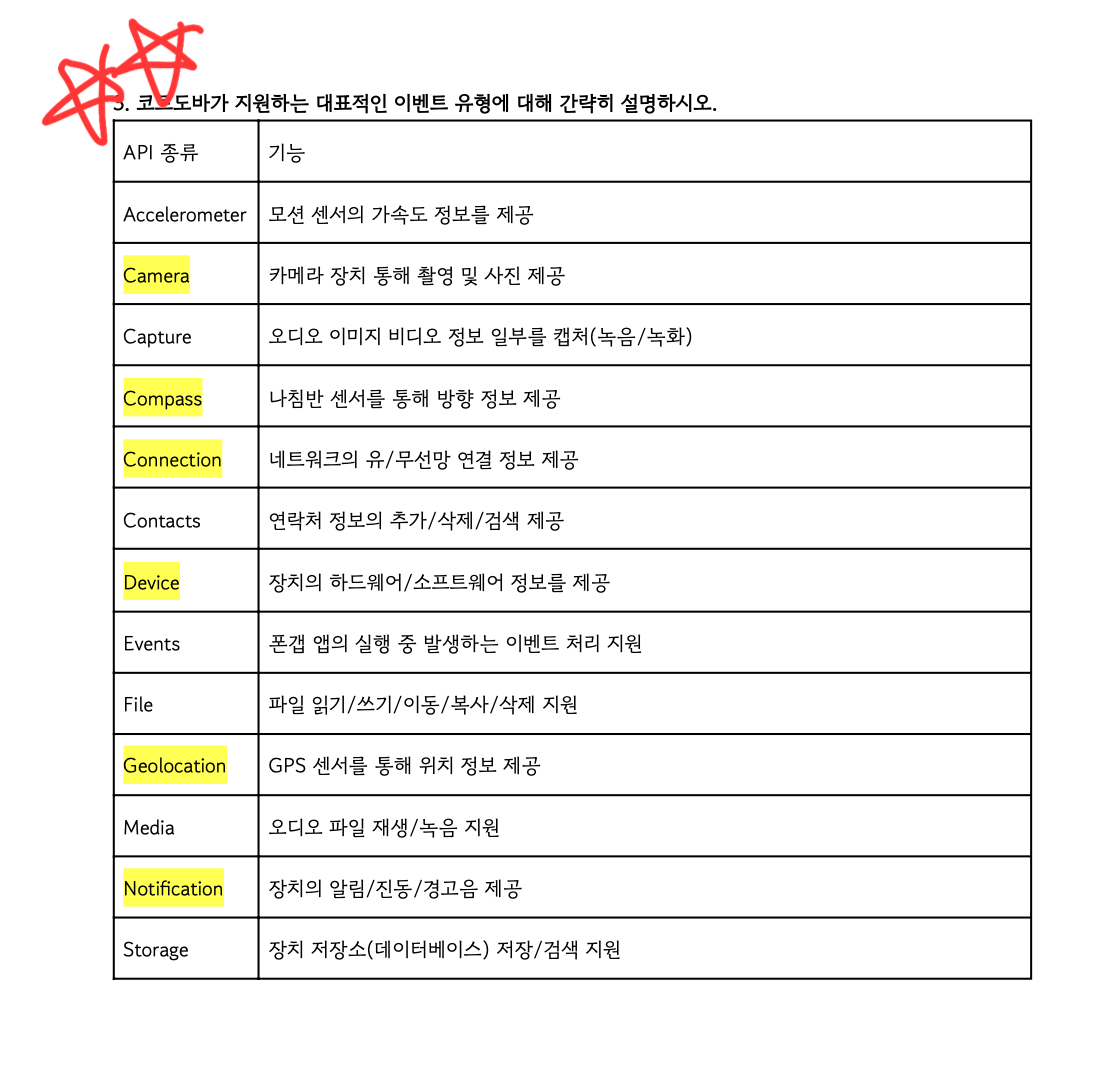 5. 코르도바가 지원하는 대표적인 이벤트 유형에 대해 간략히 설명하시오.
API 종류 기능
Accelerometer 모션 센서의 가속도 정보를 제공
Camera 카메라 장치 통해 촬영 및 사진 제공
Capture 오디오 이미지 비디오 정보 일부를 캡처(녹음/녹화)
Compass 나침반 센서를 통해 방향 정보 제공
Connection 네트워크의 유/무선망 연결 정보 제공
Contacts 연락처 정보의 추가/삭제/검색 제공
Device 장치의 하드웨어/소프트웨어 정보를 제공
Events 폰갭 앱의 실행 중 발생하는 이벤트 처리 지원
File 파일 읽기/쓰기/이동/복사/삭제 지원
Geolocation GPS 센서를 통해 위치 정보 제공
Media 오디오 파일 재생/녹음 지원
Notification 장치의 알림/진동/경고음 제공
Storage 장치 저장소(데이터베이스) 저장/검색 지원